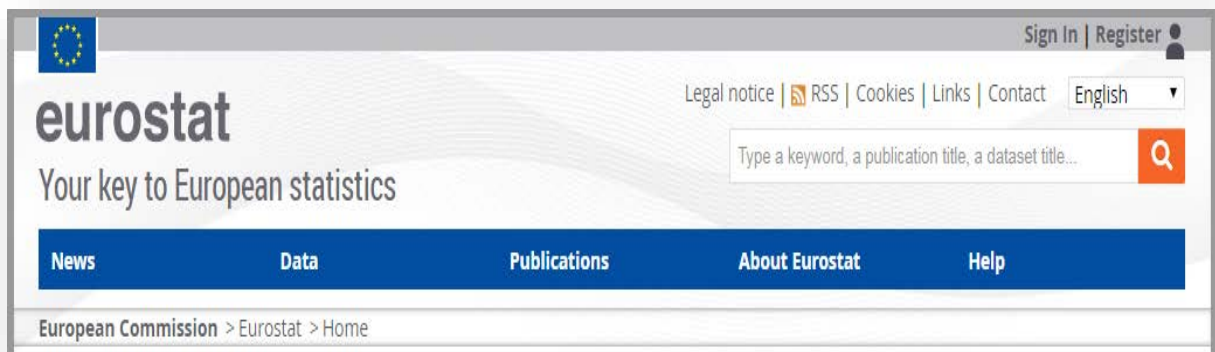 Sign In | Register
eurostat
Legal notice | RSS | Cookies | Links | Contact English
Type a keyword, a publication title, a dataset title...
Your key to European statistics
News Data Publications About Eurostat Help
European Commission > Eurostat > Home